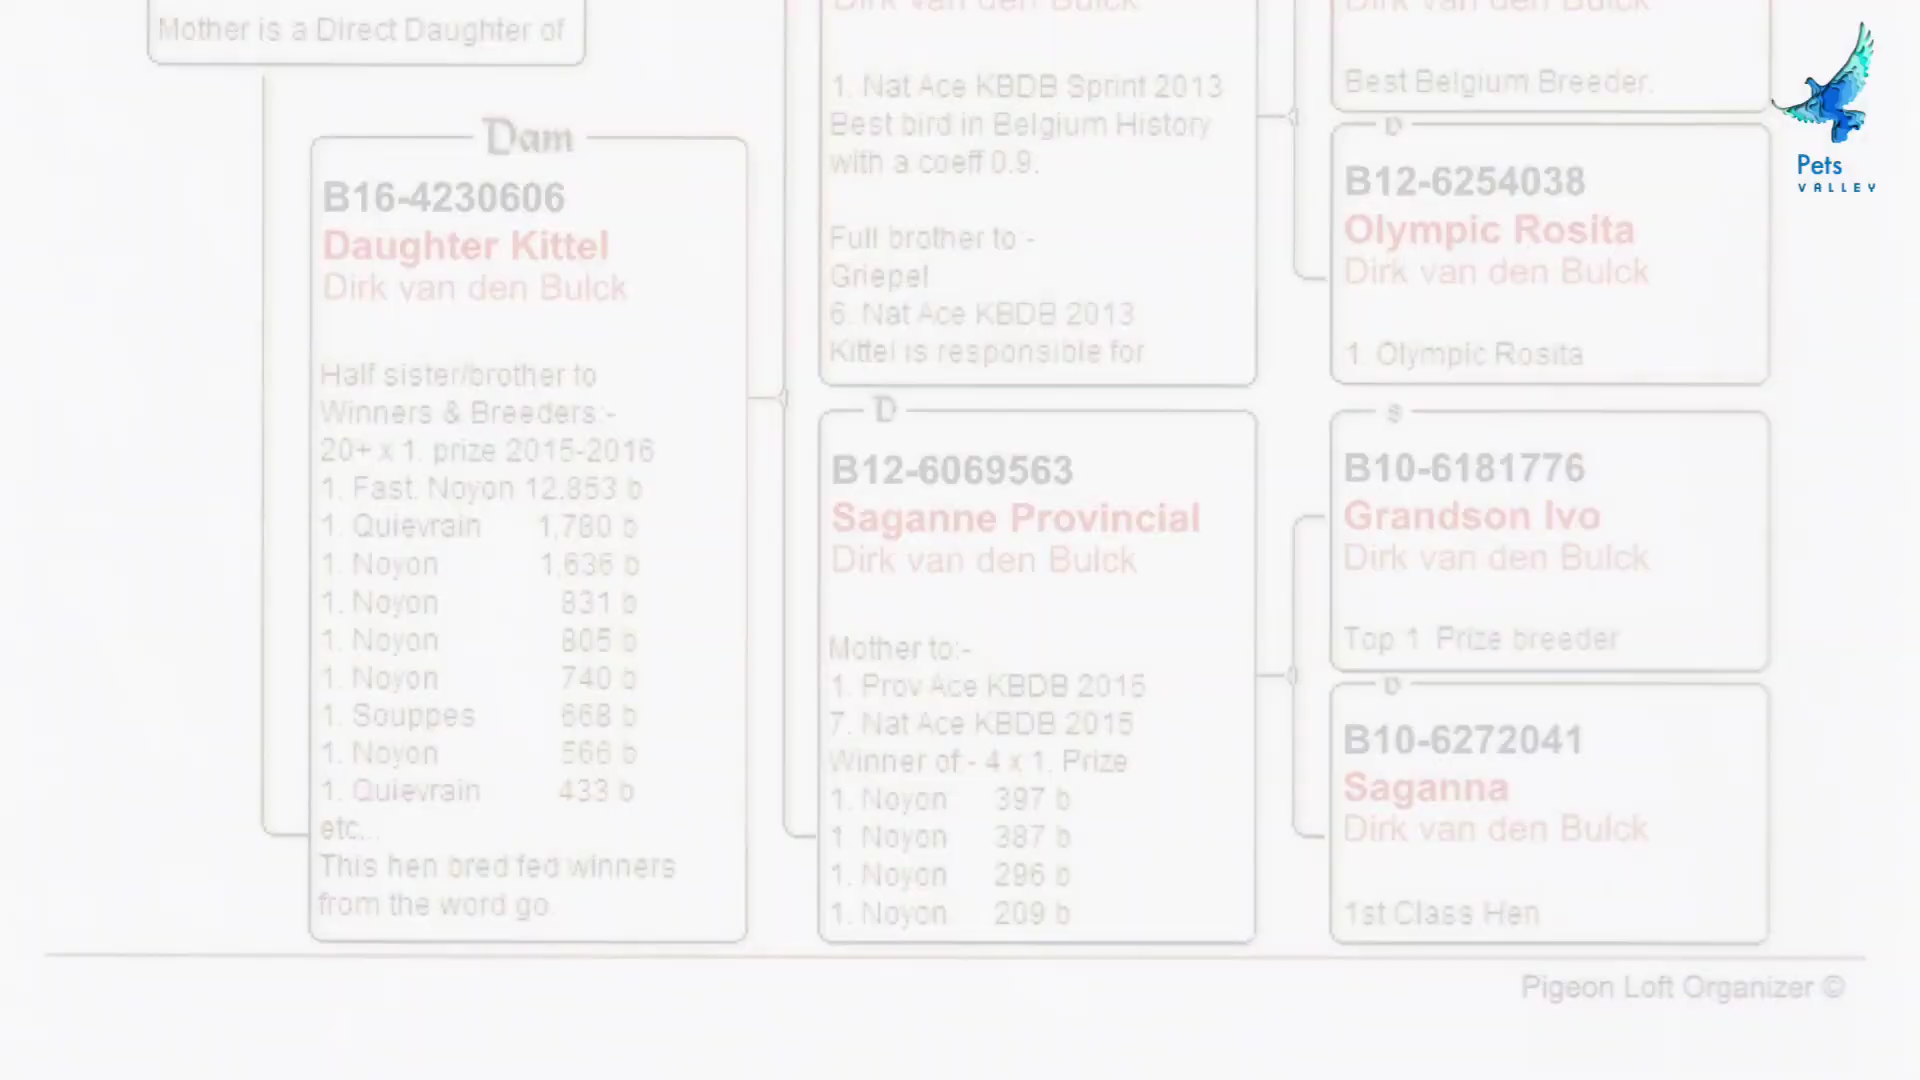 Mother is a Direct Daughter of
Dam
B16-4230606
Daughter Kittel
Dirk van den Bulck
Half sister/brother to
Winners & Breeders:-
20+ x 1. prize 2015-2016
1. Fast. Noyon 12,853 b
1. Quievrain 1,780 b
1. Noyon 1,636 b
1. Noyon 831 b
1. Noyon 805 b
1. Noyon 740 b
1. Souppes 668 b
1. Noyon 566 b
1. Quievrain 433 b
etc...
This hen bred fed winners
from the word go.
Dirk van den Bulck
1. Nat Ace KBDB Sprint 2013
Best bird in Belgium History
with a coeff 0.9.
Full brother to -
Griepel
6. Nat Ace KBDB 2013
Kittel is responsible for
D
B12-6069563
Saganne Provincial
Dirk van den Bulck
Mother to:-
1. Prov Ace KBDB 2015
7. Nat Ace KBDB 2015
Winner of:- 4 x 1. Prize
1. Noyon 397 b
1. Noyon 387 b
1. Noyon 296 b
1. Noyon 209 b
Dirk van den Bulck
Best Belgium Breeder.
D
B12-6254038
Olympic Rosita
Dirk van den Bulck
1. Olympic Rosita
S
B10-6181776
Grandson Ivo
Dirk van den Bulck
Top 1. Prize breeder
D
B10-6272041
Saganna
Dirk van den Bulck
1st Class Hen
Pigeon Loft Organizer ©
Pets
VALLEY